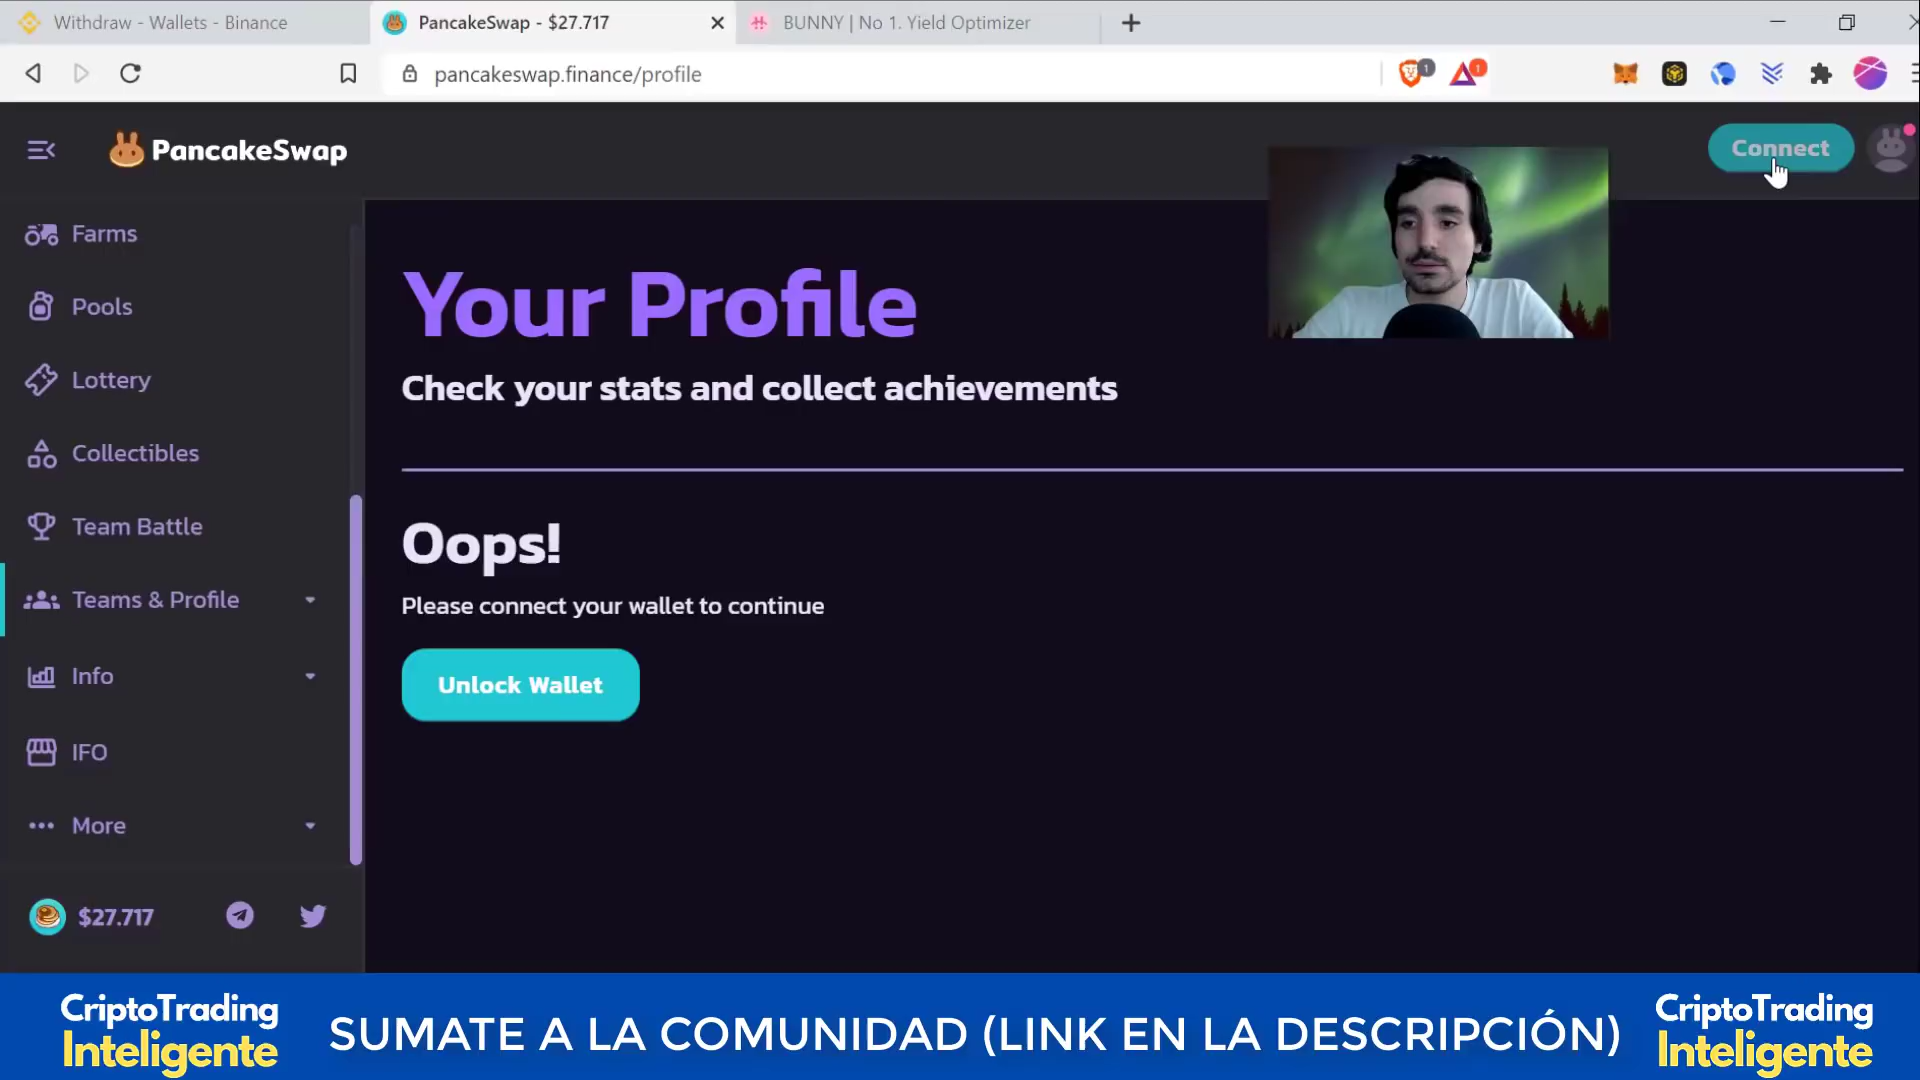 Withdraw - Wallets - Binance
PancakeSwap - $27.717
BUNNY | No 1. Yield Optimizer
pancakeswap.finance/profile
1
1
PancakeSwap
Connect
Farms
Pools
Lottery
Collectibles
Team Battle
Teams & Profile
Info
IFO
More
$27.717
Your Profile
Check your stats and collect achievements
Oops!
Please connect your wallet to continue
Unlock Wallet
CriptoTrading
Inteligente
SUMATE A LA COMUNIDAD (LINK EN LA DESCRIPCIÓN)
CriptoTrading
Inteligente